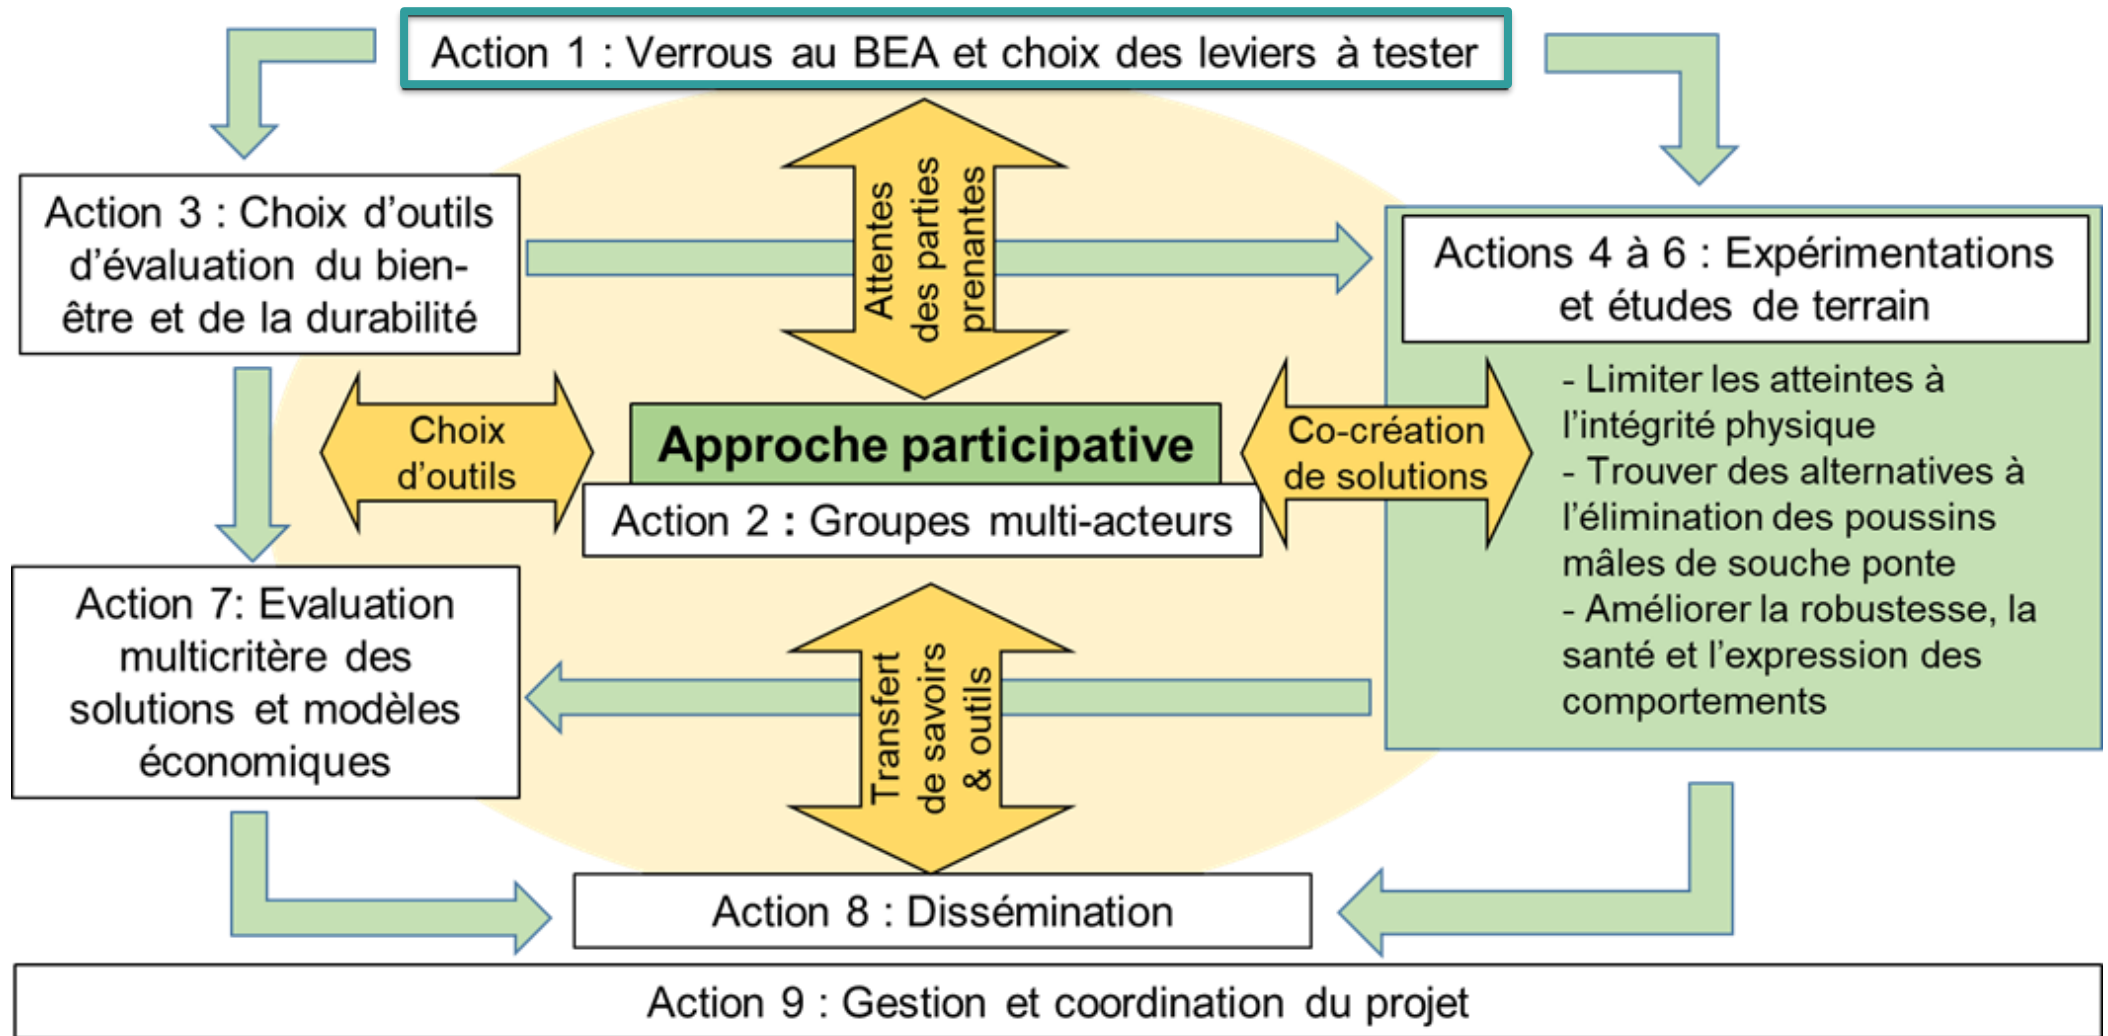 Action 1 : Verrous au BEA et choix des leviers à tester
Action 3 : Choix d’outils
d’évaluation du bien-
être et de la durabilité
Attentes
des parties
prenantes
Actions 4 à 6 : Expérimentations
et études de terrain
- Limiter les atteintes à
l’intégrité physique
- Trouver des alternatives à
l’élimination des poussins
mâles de souche ponte
- Améliorer la robustesse, la
santé et l’expression des
comportements
Choix
d’outils
Approche participative
Action 2 : Groupes multi-acteurs
Co-création
de solutions
Action 7: Evaluation
multicritère des
solutions et modèles
économiques
Transfert
de savoirs
& outils
Action 8 : Dissémination
Action 9 : Gestion et coordination du projet